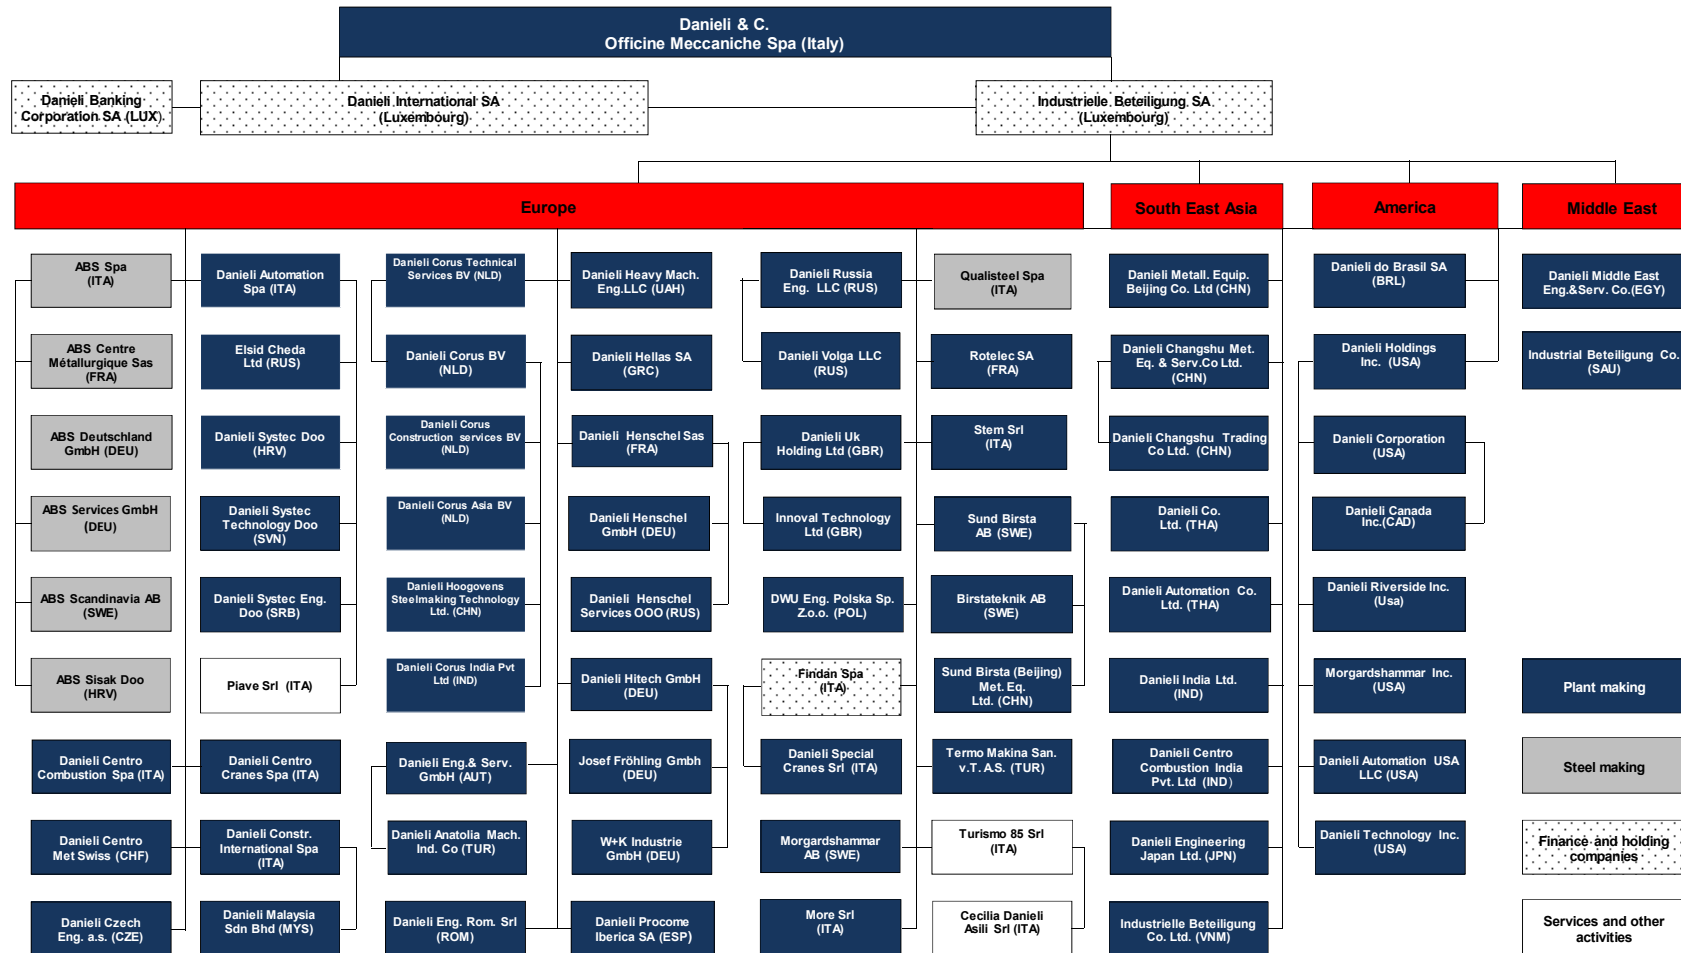 Danieli & C.
Officine Meccaniche Spa (Italy)
Danieli Banking
Corporation SA (LUX)
Danieli International SA
(Luxembourg)
Industrielle Beteiligung SA
(Luxembourg)
Europe
South East Asia
America
Middle East
ABS Spa
(ITA)
ABS Centre
Métallurgique Sas
(FRA)
ABS Deutschland
GmbH (DEU)
ABS Services GmbH
(DEU)
ABS Scandinavia AB
(SWE)
ABS Sisak Doo
(HRV)
Danieli Centro
Combustion Spa (ITA)
Danieli Centro
Met Swiss (CHF)
Danieli Czech
Eng. a.s. (CZE)
Danieli Automation
Spa (ITA)
Elsid Cheda
Ltd (RUS)
Danieli Systec Doo
(HRV)
Danieli Systec
Technology Doo
(SVN)
Danieli Systec Eng.
Doo (SRB)
Piave Srl (ITA)
Danieli Centro
Cranes Spa (ITA)
Danieli Constr.
International Spa
(ITA)
Danieli Malaysia
Sdn Bhd (MYS)
Danieli Corus Technical
Services BV (NLD)
Danieli Corus BV
(NLD)
Danieli Corus
Construction services BV
(NLD)
Danieli Corus Asia BV
(NLD)
Danieli Hoogovens
Steelmaking Technology
Ltd. (CHN)
Danieli Corus India Pvt
Ltd (IND)
Danieli Eng.& Serv.
GmbH (AUT)
Danieli Anatolia Mach.
Ind. Co (TUR)
Danieli Eng. Rom. Srl
(ROM)
Danieli Heavy Mach.
Eng.LLC (UAH)
Danieli Hellas SA
(GRC)
Danieli Henschel Sas
(FRA)
Danieli Henschel
GmbH (DEU)
Danieli Henschel
Services OOO (RUS)
Danieli Hitech GmbH
(DEU)
Josef Fröhling Gmbh
(DEU)
W+K Industrie
GmbH (DEU)
Danieli Procome
Iberica SA (ESP)
Danieli Russia
Eng. LLC (RUS)
Danieli Volga LLC
(RUS)
Danieli Uk
Holding Ltd (GBR)
Innoval Technology
Ltd (GBR)
DWU Eng. Polska Sp.
Z.o.o. (POL)
Findan Spa
(ITA)
Danieli Special
Cranes Srl (ITA)
Morgardshammar
AB (SWE)
More Srl
(ITA)
Qualisteel Spa
(ITA)
Rotelec SA
(FRA)
Stem Srl
(ITA)
Sund Birsta
AB (SWE)
Birstateknik AB
(SWE)
Sund Birsta (Beijing)
Met. Eq.
Ltd. (CHN)
Termo Makina San.
v.T. A.S. (TUR)
Turismo 85 Srl
(ITA)
Cecilia Danieli
Asili Srl (ITA)
Danieli Metall. Equip.
Beijing Co. Ltd (CHN)
Danieli Changshu Met.
Eq. & Serv.Co Ltd.
(CHN)
Danieli Changshu Trading
Co Ltd. (CHN)
Danieli Co.
Ltd. (THA)
Danieli Automation Co.
Ltd. (THA)
Danieli India Ltd.
(IND)
Danieli Centro
Combustion India
Pvt. Ltd (IND)
Danieli Engineering
Japan Ltd. (JPN)
Industrielle Beteiligung
Co. Ltd. (VNM)
Danieli do Brasil SA
(BRL)
Danieli Holdings
Inc. (USA)
Danieli Corporation
(USA)
Danieli Canada
Inc.(CAD)
Danieli Riverside Inc.
(Usa)
Morgardshammar Inc.
(USA)
Danieli Automation USA
LLC (USA)
Danieli Technology Inc.
(USA)
Danieli Middle East
Eng.&Serv. Co.(EGY)
Industrial Beteiligung Co.
(SAU)
Plant making
Steel making
Finance and holding
companies
Services and other
activities